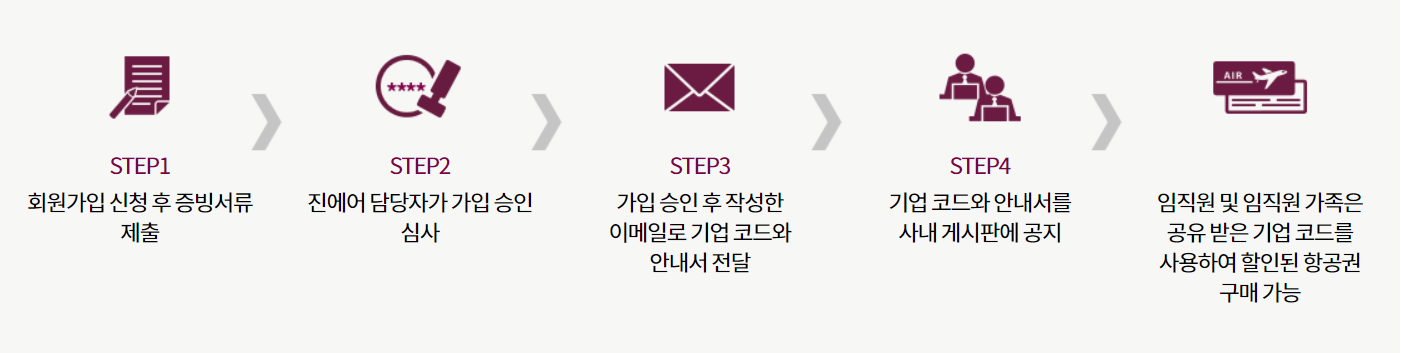 ****
AIR
STEP1
회원가입 신청 후 증빙서류
제출
STEP2
진에어 담당자가 가입 승인
심사
STEP3
가입 승인 후 작성한
이메일로 기업 코드와
안내서 전달
STEP4
기업 코드와 안내서를
사내 게시판에 공지
임직원 및 임직원 가족은
공유 받은 기업 코드를
사용하여 할인된 항공권
구매 가능